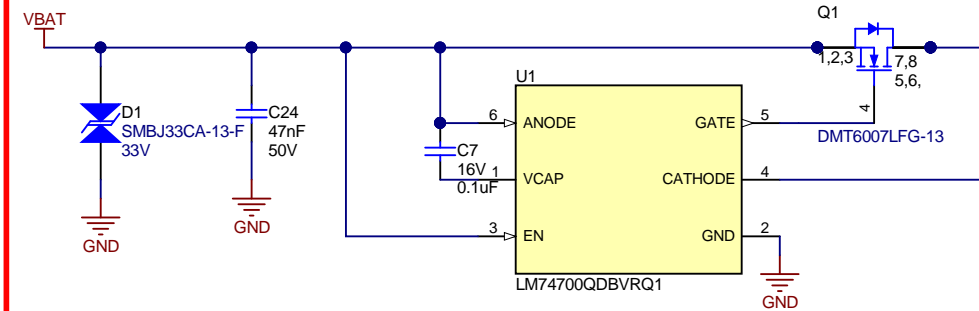 VBAT
Q1
1,2,3
7,8
5,6,
4
DMT6007LFG-13
D1
SMBJ33CA-13-F
33V
GND
C24
47nF
50V
GND
C7
16V
0.1uF
U1
6
ANODE
GATE
5
1
VCAP
CATHODE
4
3
EN
GND
2
LM74700QDBVRQ1
GND